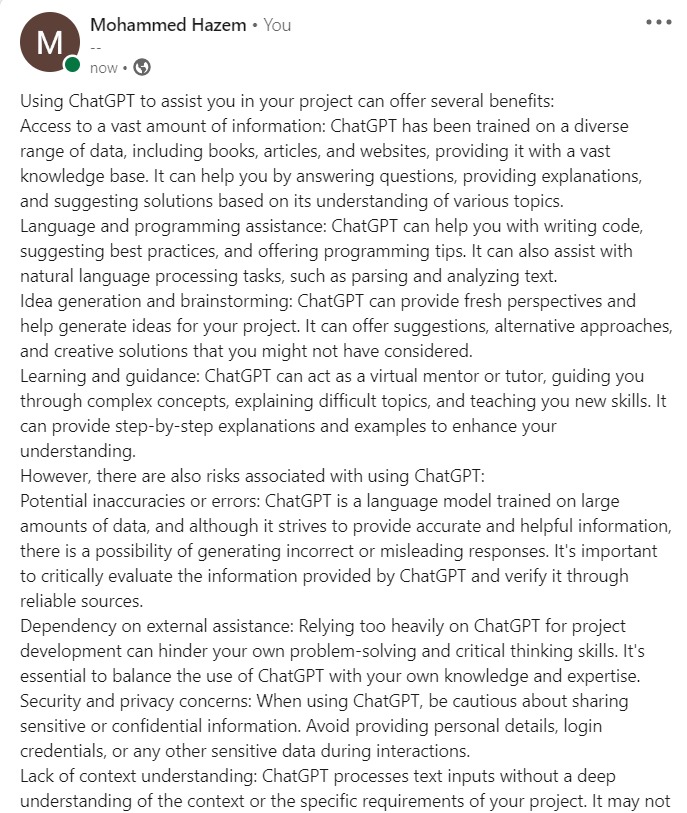 M
Mohammed Hazem • You
--
now •
Using ChatGPT to assist you in your project can offer several benefits:
Access to a vast amount of information: ChatGPT has been trained on a diverse
range of data, including books, articles, and websites, providing it with a vast
knowledge base. It can help you by answering questions, providing explanations,
and suggesting solutions based on its understanding of various topics.
Language and programming assistance: ChatGPT can help you with writing code,
suggesting best practices, and offering programming tips. It can also assist with
natural language processing tasks, such as parsing and analyzing text.
Idea generation and brainstorming: ChatGPT can provide fresh perspectives and
help generate ideas for your project. It can offer suggestions, alternative approaches,
and creative solutions that you might not have considered.
Learning and guidance: ChatGPT can act as a virtual mentor or tutor, guiding you
through complex concepts, explaining difficult topics, and teaching you new skills. It
can provide step-by-step explanations and examples to enhance your
understanding.
However, there are also risks associated with using ChatGPT:
Potential inaccuracies or errors: ChatGPT is a language model trained on large
amounts of data, and although it strives to provide accurate and helpful information,
there is a possibility of generating incorrect or misleading responses. It's important
to critically evaluate the information provided by ChatGPT and verify it through
reliable sources.
Dependency on external assistance: Relying too heavily on ChatGPT for project
development can hinder your own problem-solving and critical thinking skills. It's
essential to balance the use of ChatGPT with your own knowledge and expertise.
Security and privacy concerns: When using ChatGPT, be cautious about sharing
sensitive or confidential information. Avoid providing personal details, login
credentials, or any other sensitive data during interactions.
Lack of context understanding: ChatGPT processes text inputs without a deep
understanding of the context or the specific requirements of your project. It may not